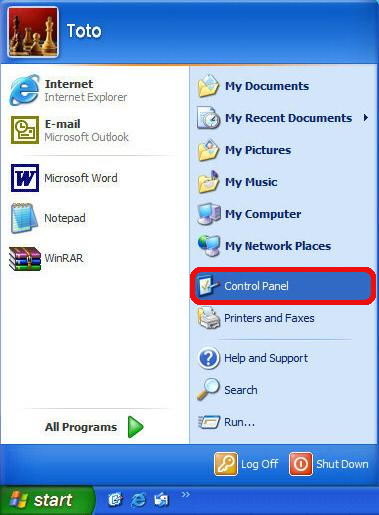 Toto
Internet
Internet Explorer
E-mail
Microsoft Outlook
Microsoft Word
Notepad
WinRAR
All Programs
My Documents
My Recent Documents
My Pictures
My Music
My Computer
My Network Places
Control Panel
Printers and Faxes
Help and Support
Search
Run...
Log Off
Shut Down
start